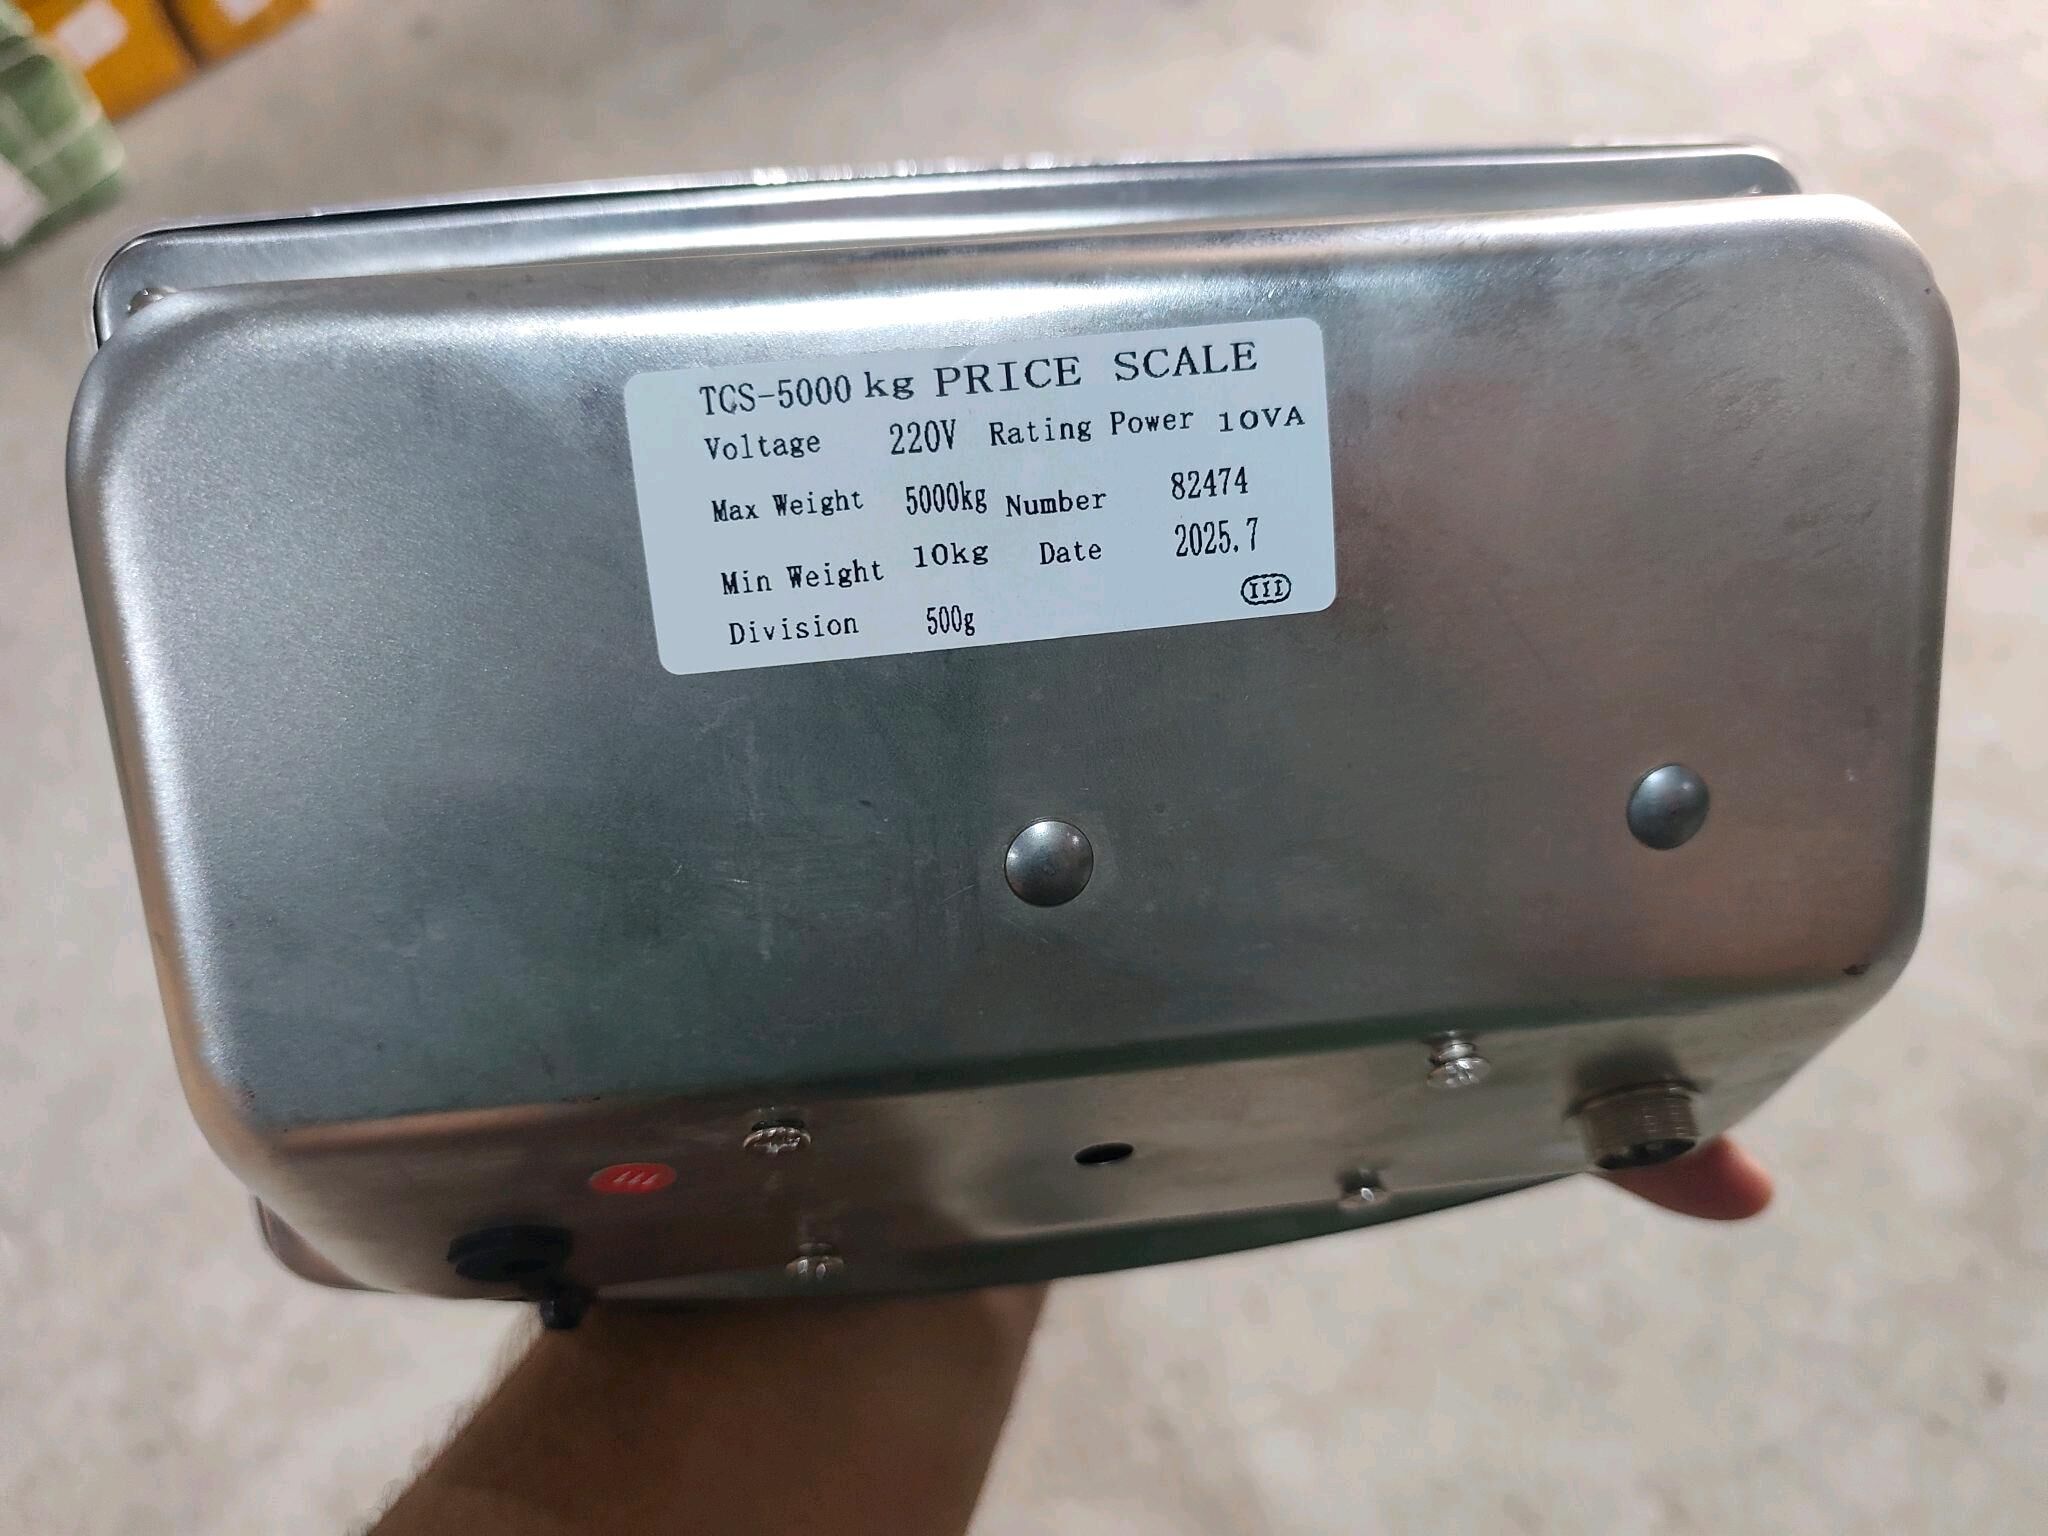 TCS-5000 kg PRICE SCALE
Voltage 220V Rating Power 10VA
Max Weight 5000kg Number 82474
Min Weight 10kg Date 2025.7
Division 500g III